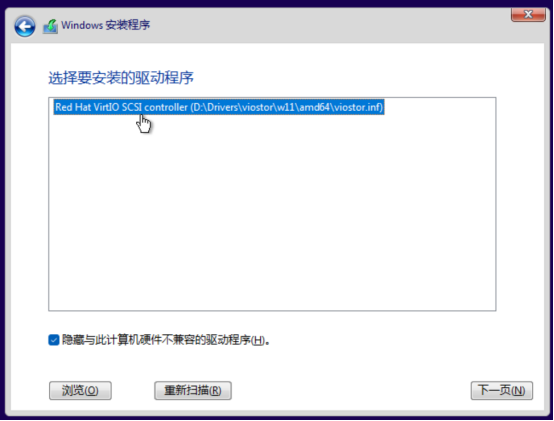 Windows 安装程序
选择要安装的驱动程序
Red Hat VirtIO SCSI controller (D:\Drivers\viostor\w11\amd64\viostor.inf)
隐藏与此计算机硬件不兼容的驱动程序(H)。
浏览(O)
重新扫描(R)
下一页(N)